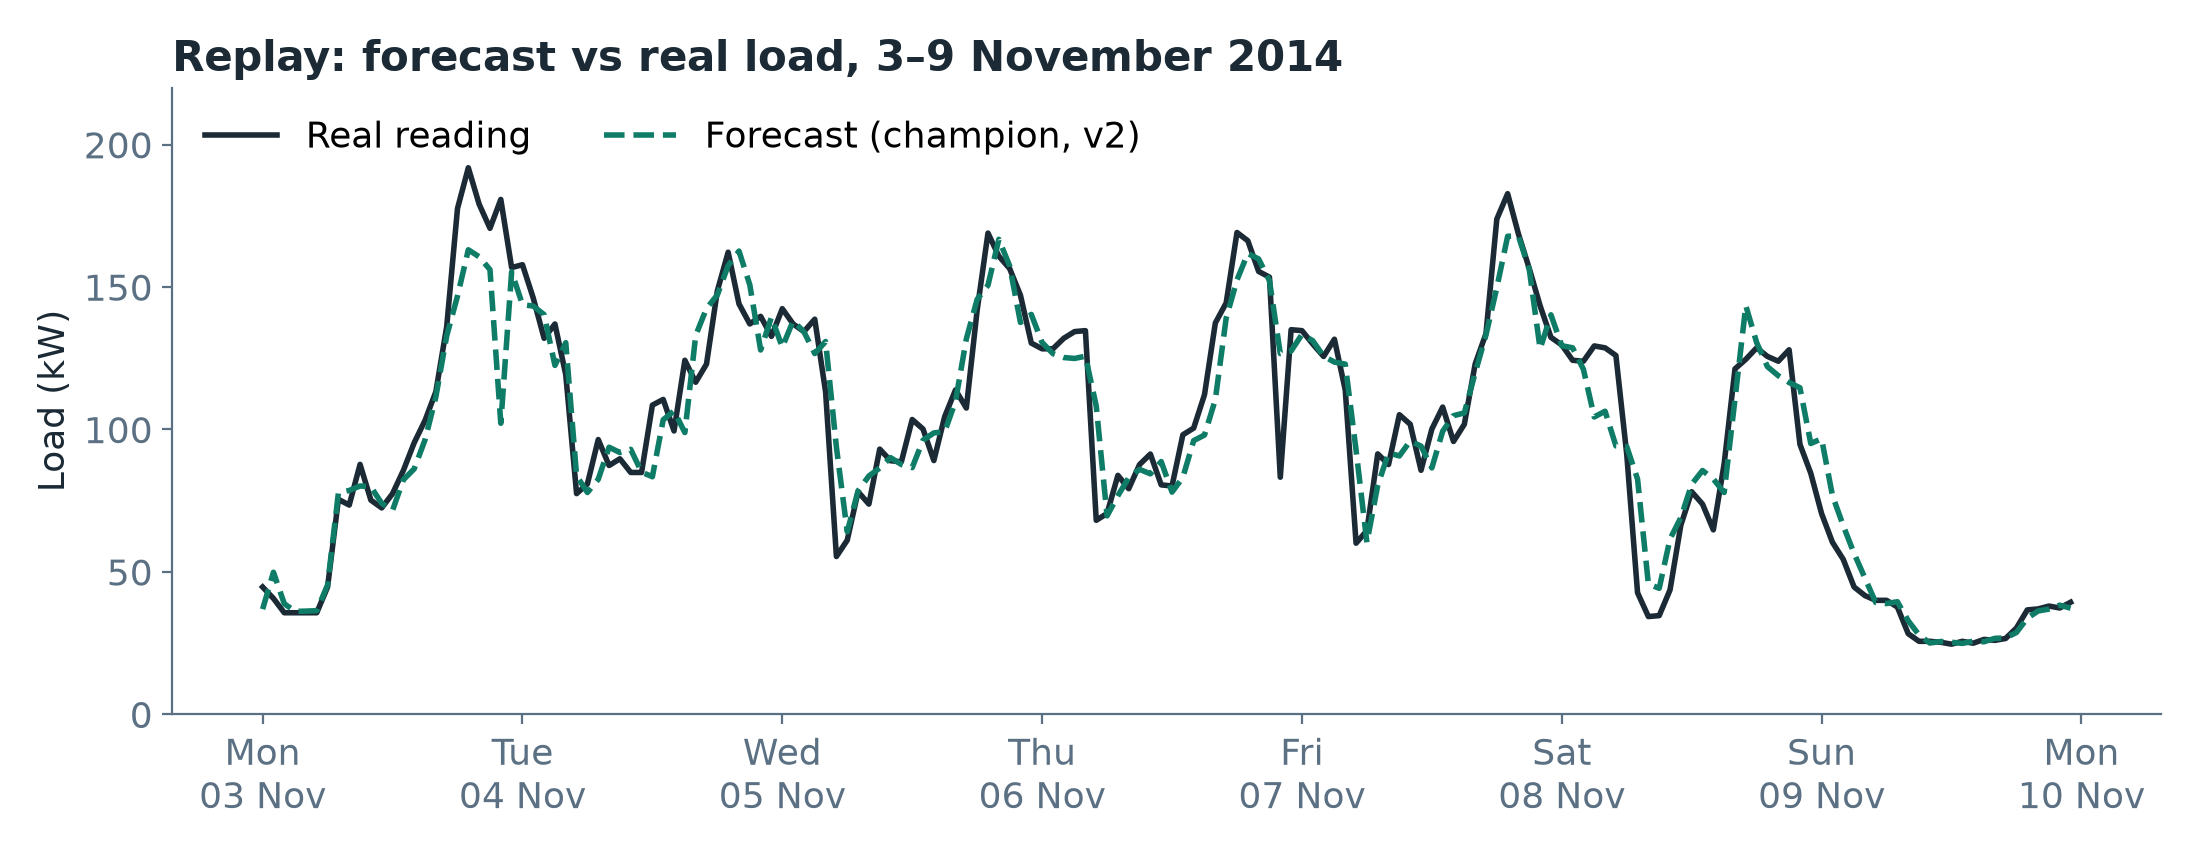 Replay: forecast vs real load, 3–9 November 2014
Real reading
Forecast (champion, v2)
Load (kW)
200
150
100
50
0
Mon
03 Nov
Tue
04 Nov
Wed
05 Nov
Thu
06 Nov
Fri
07 Nov
Sat
08 Nov
Sun
09 Nov
Mon
10 Nov